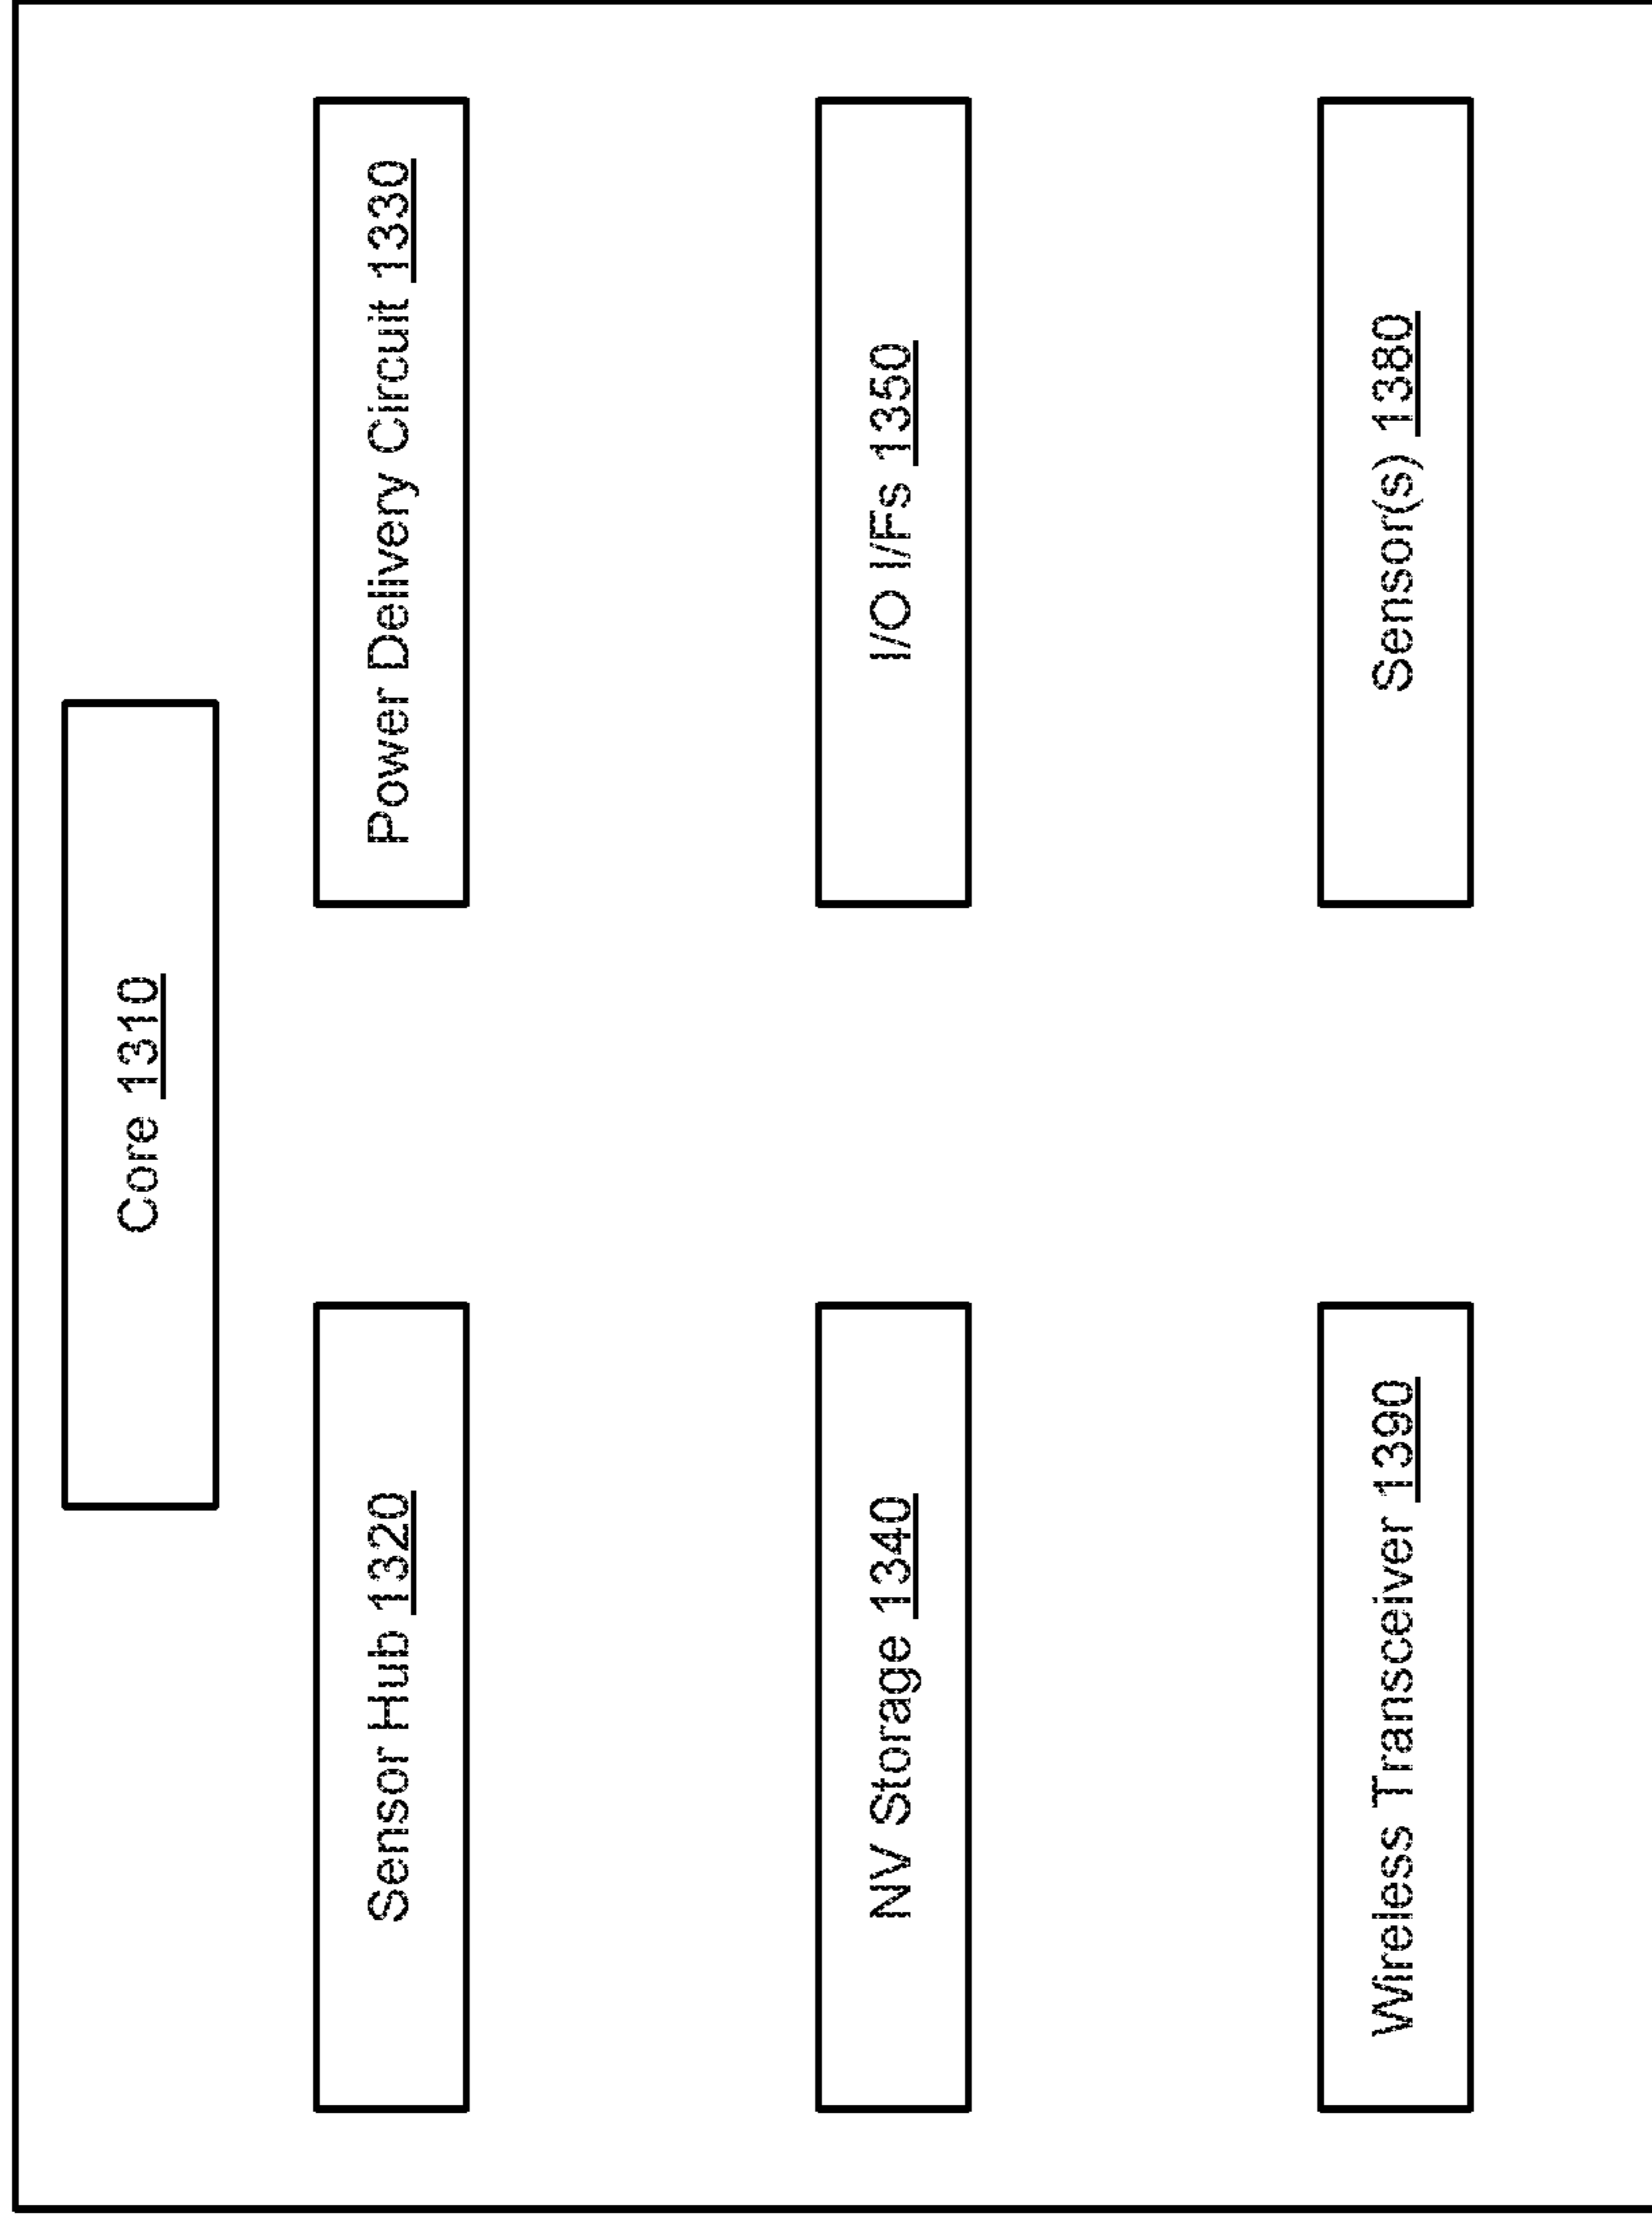 Core 1310
Sensor Hub 1320
Power Delivery Circuit 1330
NV Storage 1340
I/O I/Fs 1350
Wireless Transceiver 1390
Sensor(s) 1380